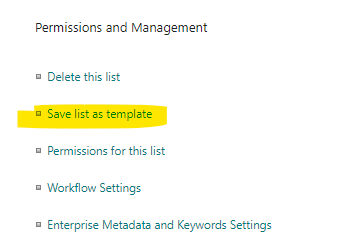 Permissions and Management
Delete this list
Save list as template
Permissions for this list
Workflow Settings
Enterprise Metadata and Keywords Settings